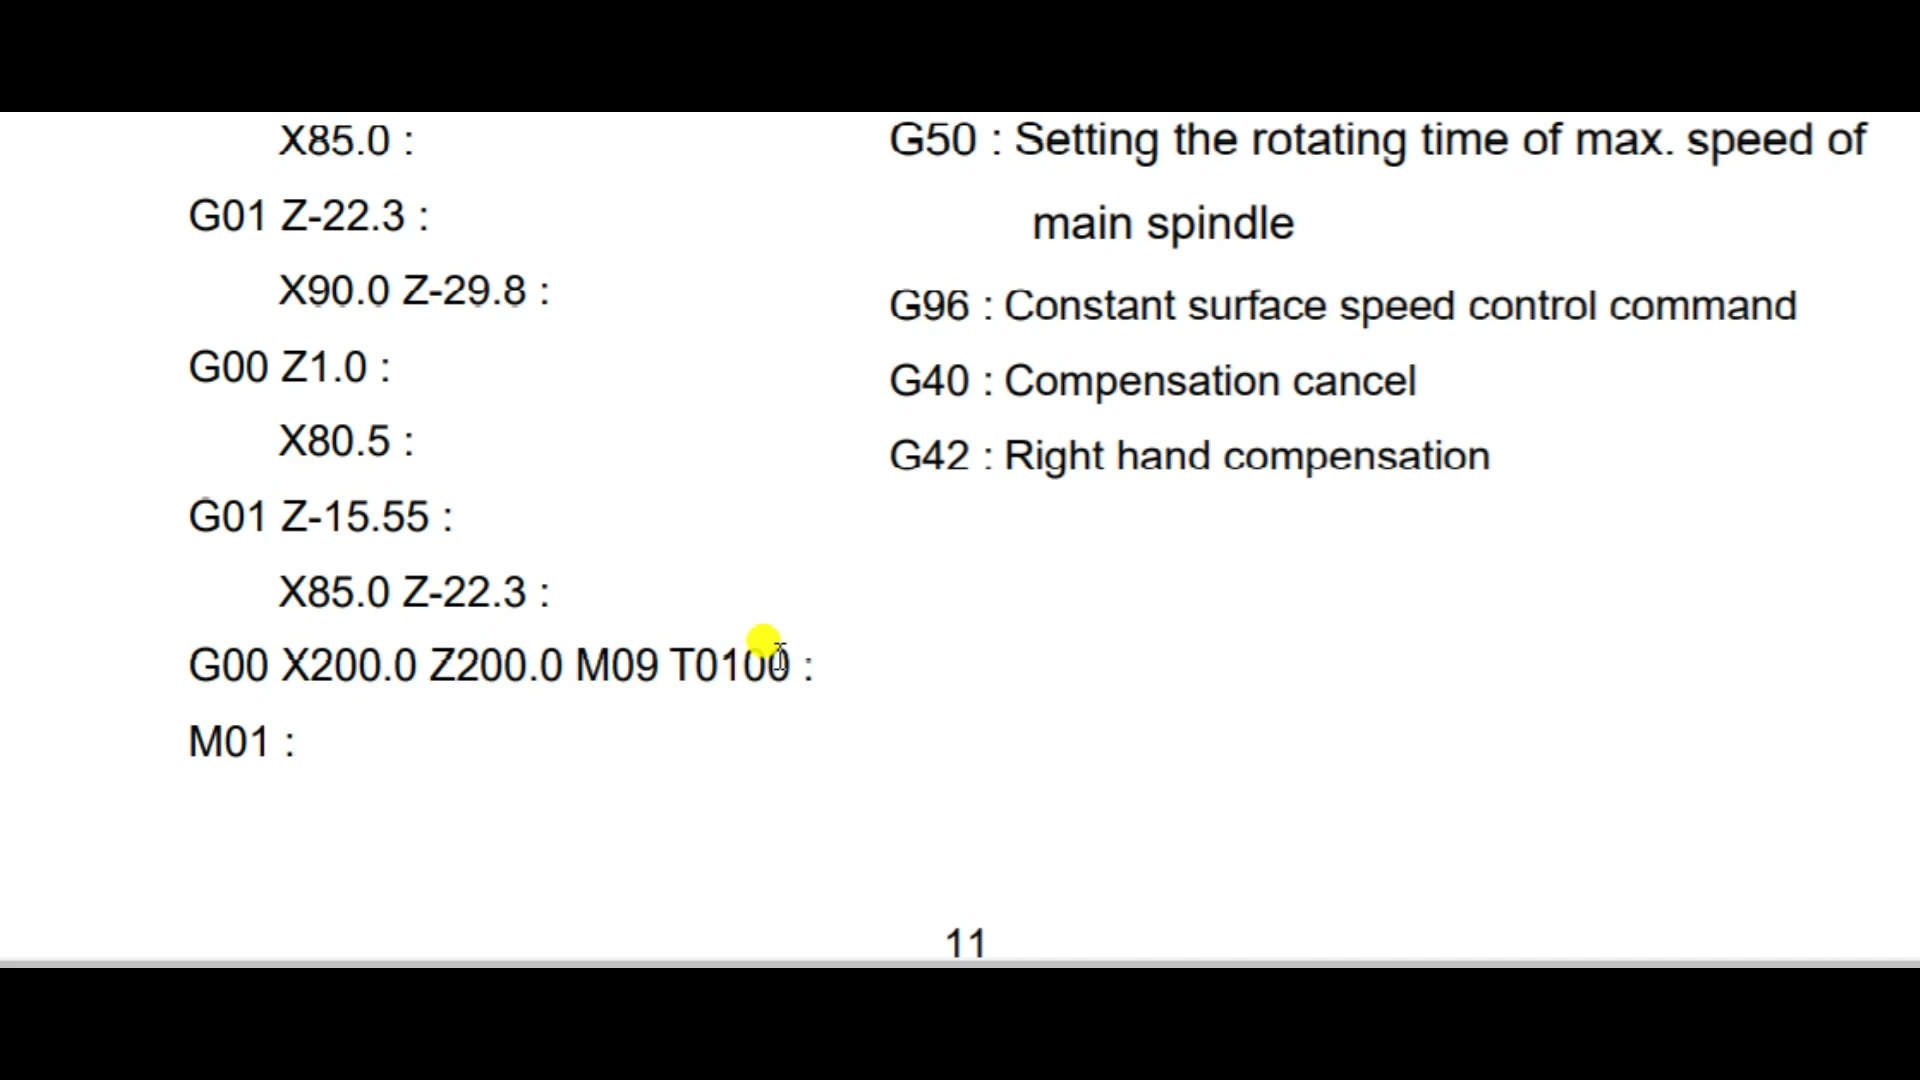 X85.0 :
G01 Z-22.3 :
X90.0 Z-29.8 :
G00 Z1.0 :
X80.5 :
G01 Z-15.55 :
X85.0 Z-22.3 :
G00 X200.0 Z200.0 M09 T0100 :
M01 :
G50 : Setting the rotating time of max. speed of
main spindle
G96 : Constant surface speed control command
G40 : Compensation cancel
G42 : Right hand compensation
11